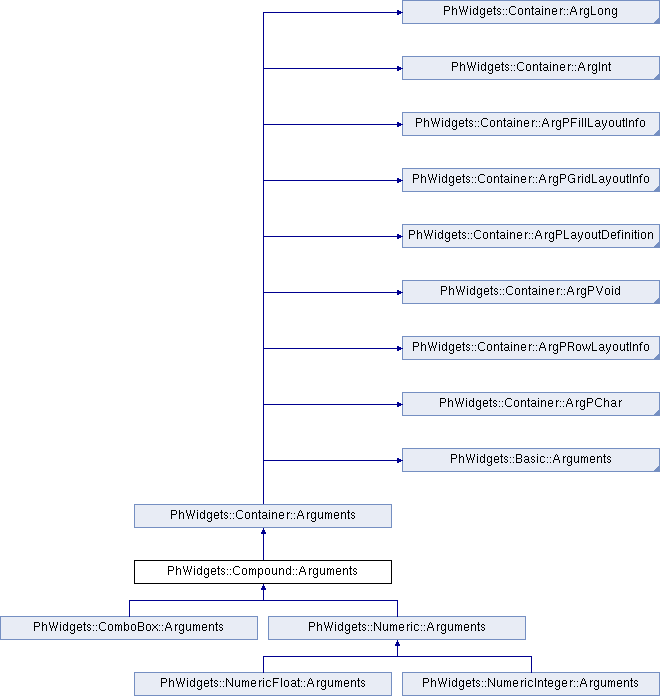 PhWidgets::Container::ArgLong
PhWidgets::Container::ArgInt
PhWidgets::Container::ArgPFillLayoutInfo
PhWidgets::Container::ArgPGridLayoutInfo
PhWidgets::Container::ArgPLayoutDefinition
PhWidgets::Container::ArgPVoid
PhWidgets::Container::ArgPRowLayoutInfo
PhWidgets::Container::ArgPChar
PhWidgets::Basic::Arguments
PhWidgets::Container::Arguments
PhWidgets::Compound::Arguments
PhWidgets::ComboBox::Arguments
PhWidgets::Numeric::Arguments
PhWidgets::NumericFloat::Arguments
PhWidgets::NumericInteger::Arguments